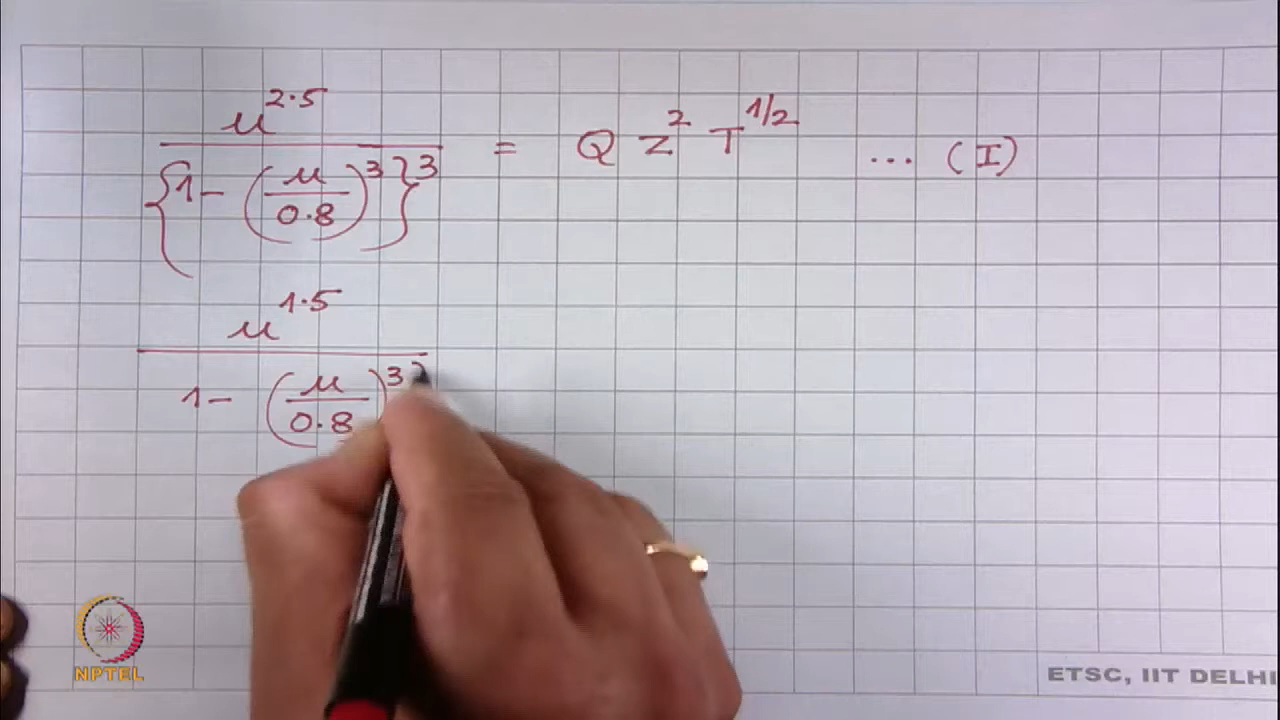 μ^2.5 / {1 - (μ/0.8)^3}^3 = Q Z^2 T^1/2 ... (I)
μ^1.5 / 1 - (μ/0.8)^3
NPTEL
ETSC, IIT DELHI